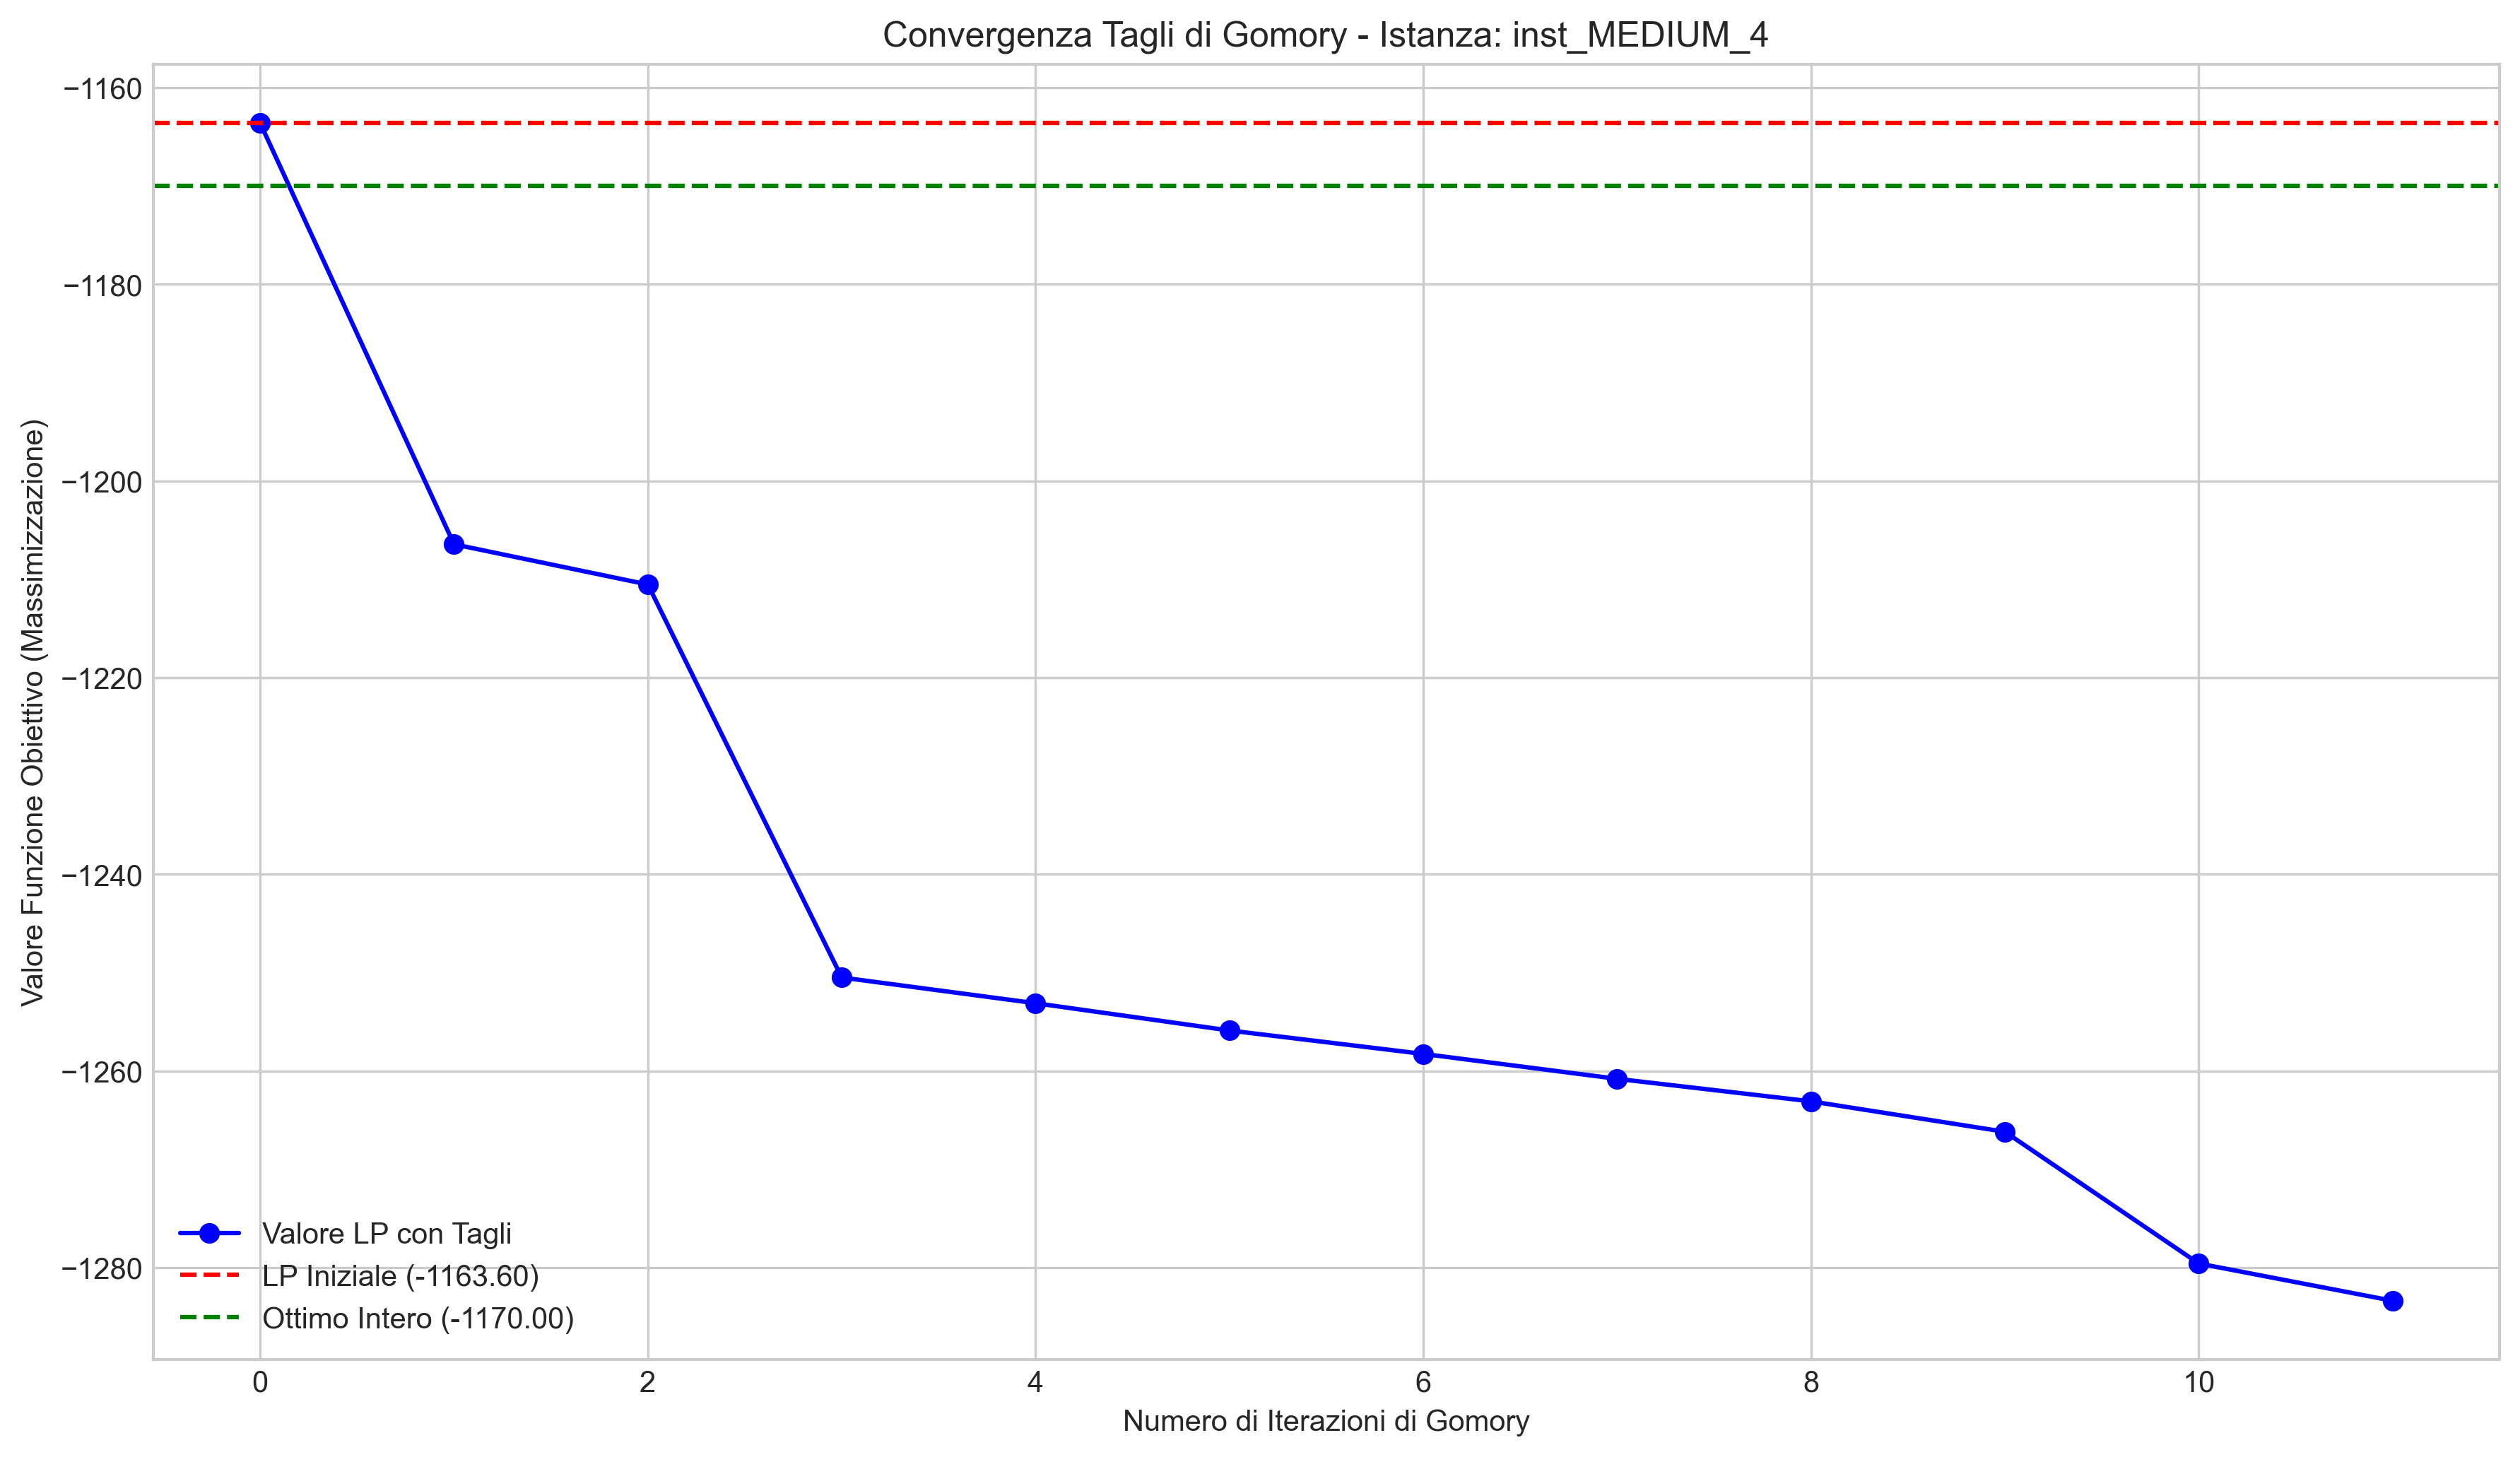 Convergenza Tagli di Gomory - Istanza: inst_MEDIUM_4
Valore Funzione Obiettivo (Massimizzazione)
−1160
−1180
−1200
−1220
−1240
−1260
−1280
Valore LP con Tagli
LP Iniziale (-1163.60)
Ottimo Intero (-1170.00)
0 2 4 6 8 10
Numero di Iterazioni di Gomory